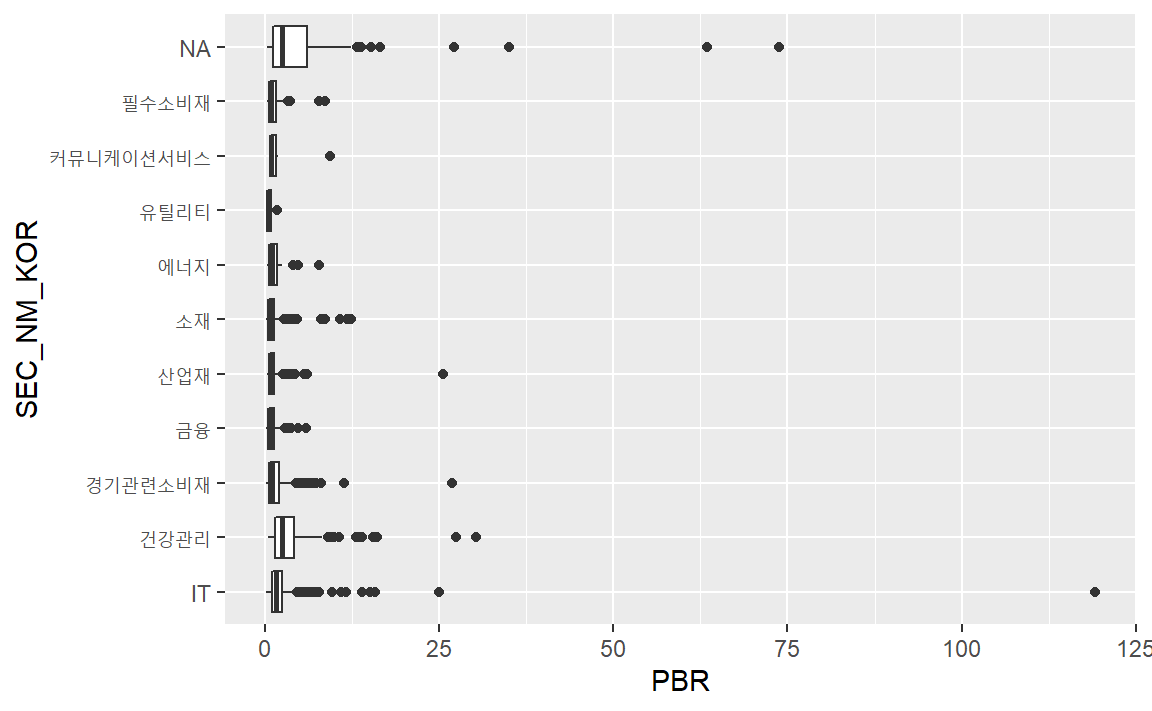 NA
필수소비재
커뮤니케이션서비스
유틸리티
에너지
소재
산업재
금융
경기관련소비재
건강관리
IT
SEC_NM_KOR
0 25 50 75 100 125
PBR